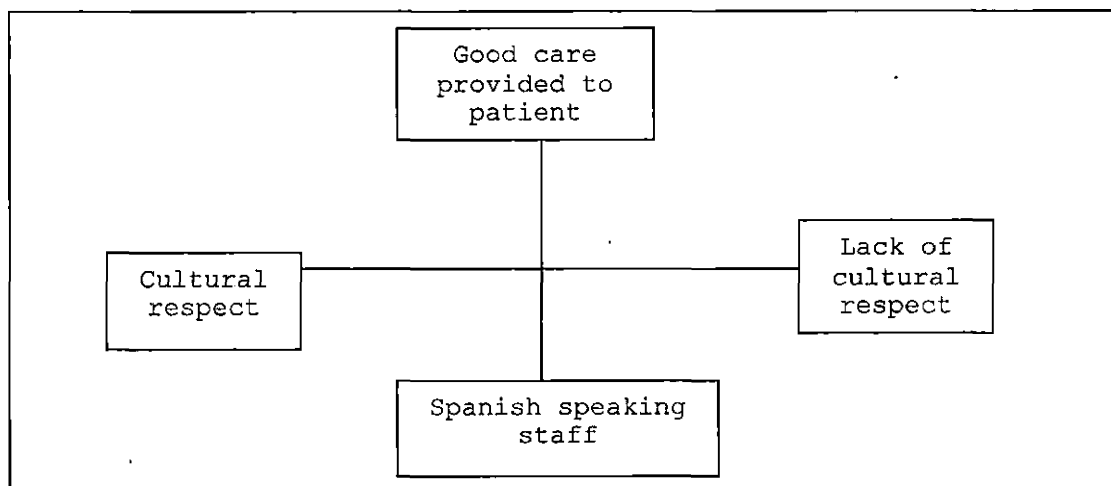 Good care
provided to
patient
Cultural
respect
Lack of
cultural
respect
Spanish speaking
staff